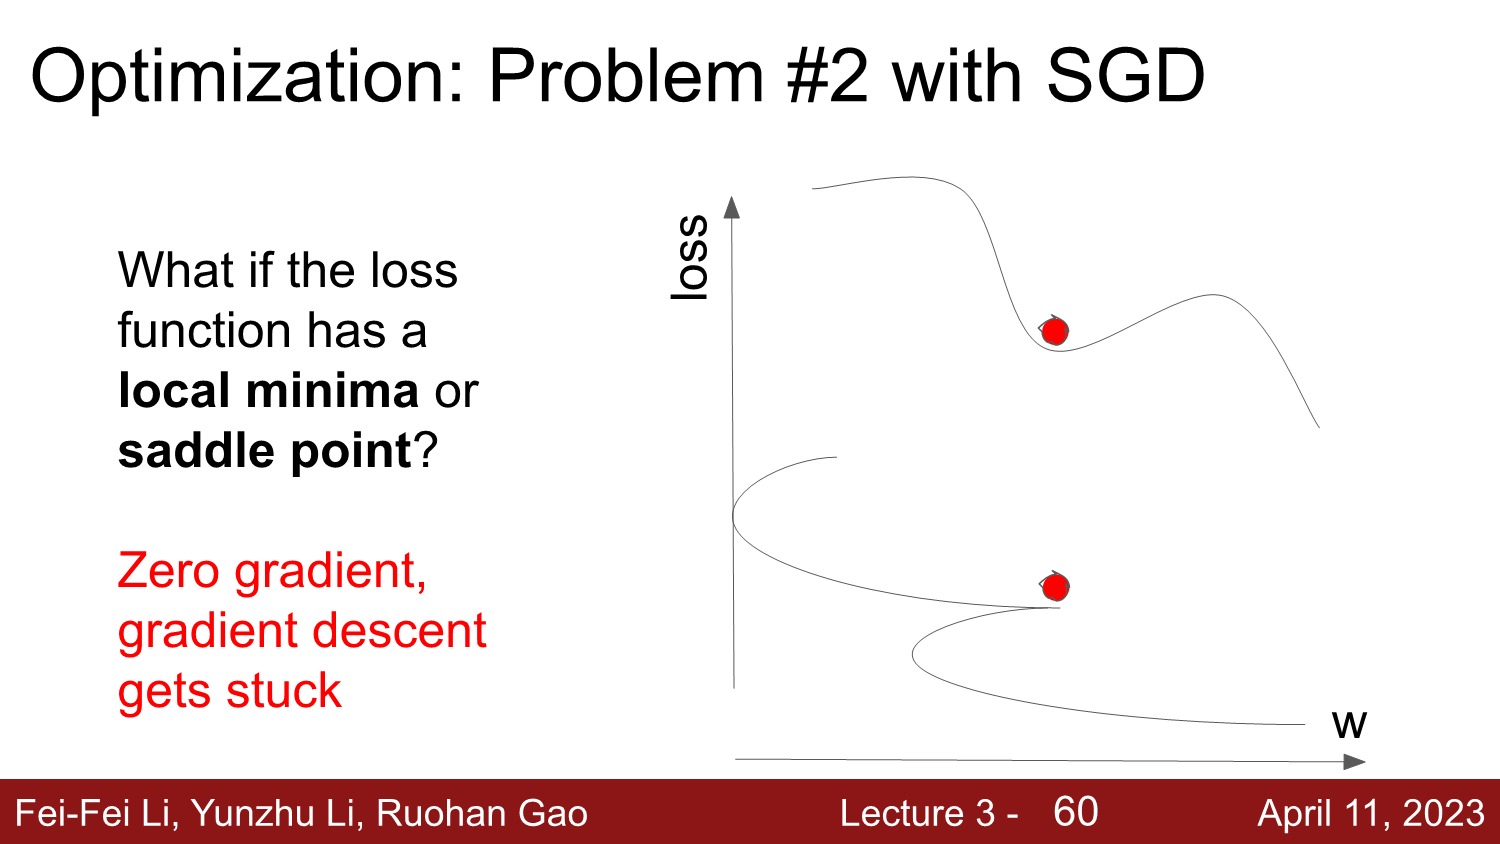 Optimization: Problem #2 with SGD
What if the loss
function has a
local minima or
saddle point?
Zero gradient,
gradient descent
gets stuck
loss
w
Fei-Fei Li, Yunzhu Li, Ruohan Gao
Lecture 3 - 60
April 11, 2023